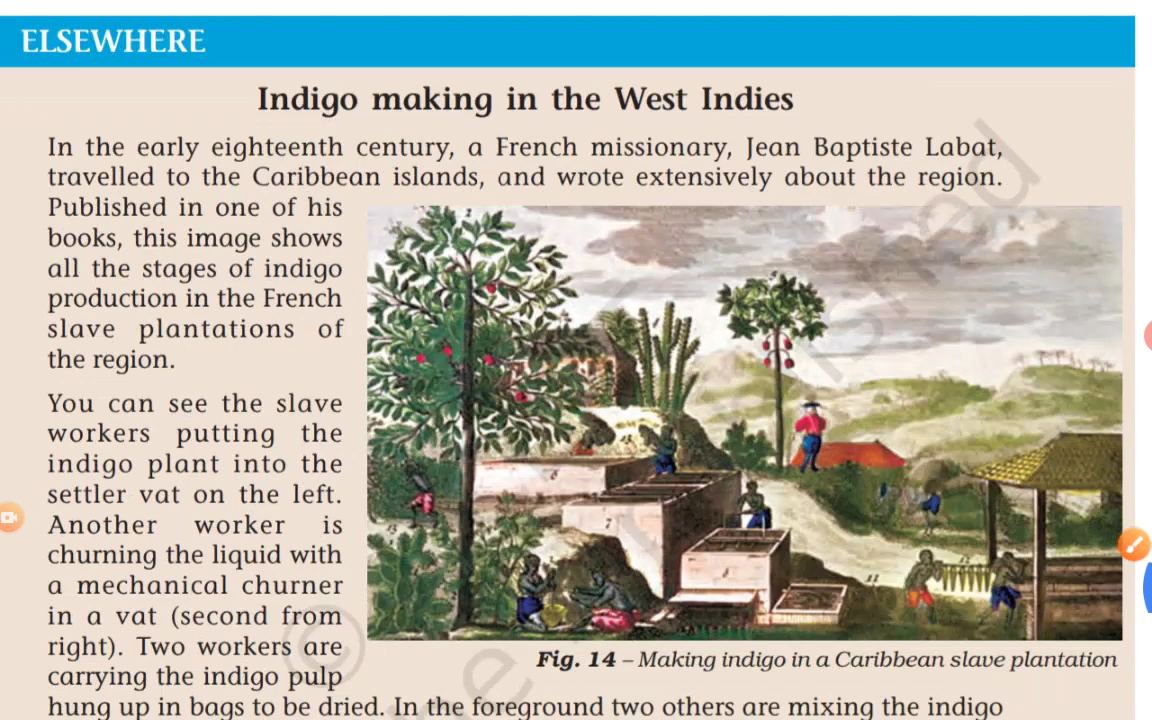 ELSEWHERE
Indigo making in the West Indies
In the early eighteenth century, a French missionary, Jean Baptiste Labat,
travelled to the Caribbean islands, and wrote extensively about the region.
Published in one of his
books, this image shows
all the stages of indigo
production in the French
slave plantations of
the region.
You can see the slave
workers putting the
indigo plant into the
settler vat on the left.
Another worker is
churning the liquid with
a mechanical churner
in a vat (second from
right). Two workers are
carrying the indigo pulp
hung up in bags to be dried. In the foreground two others are mixing the indigo
Fig. 14 – Making indigo in a Caribbean slave plantation